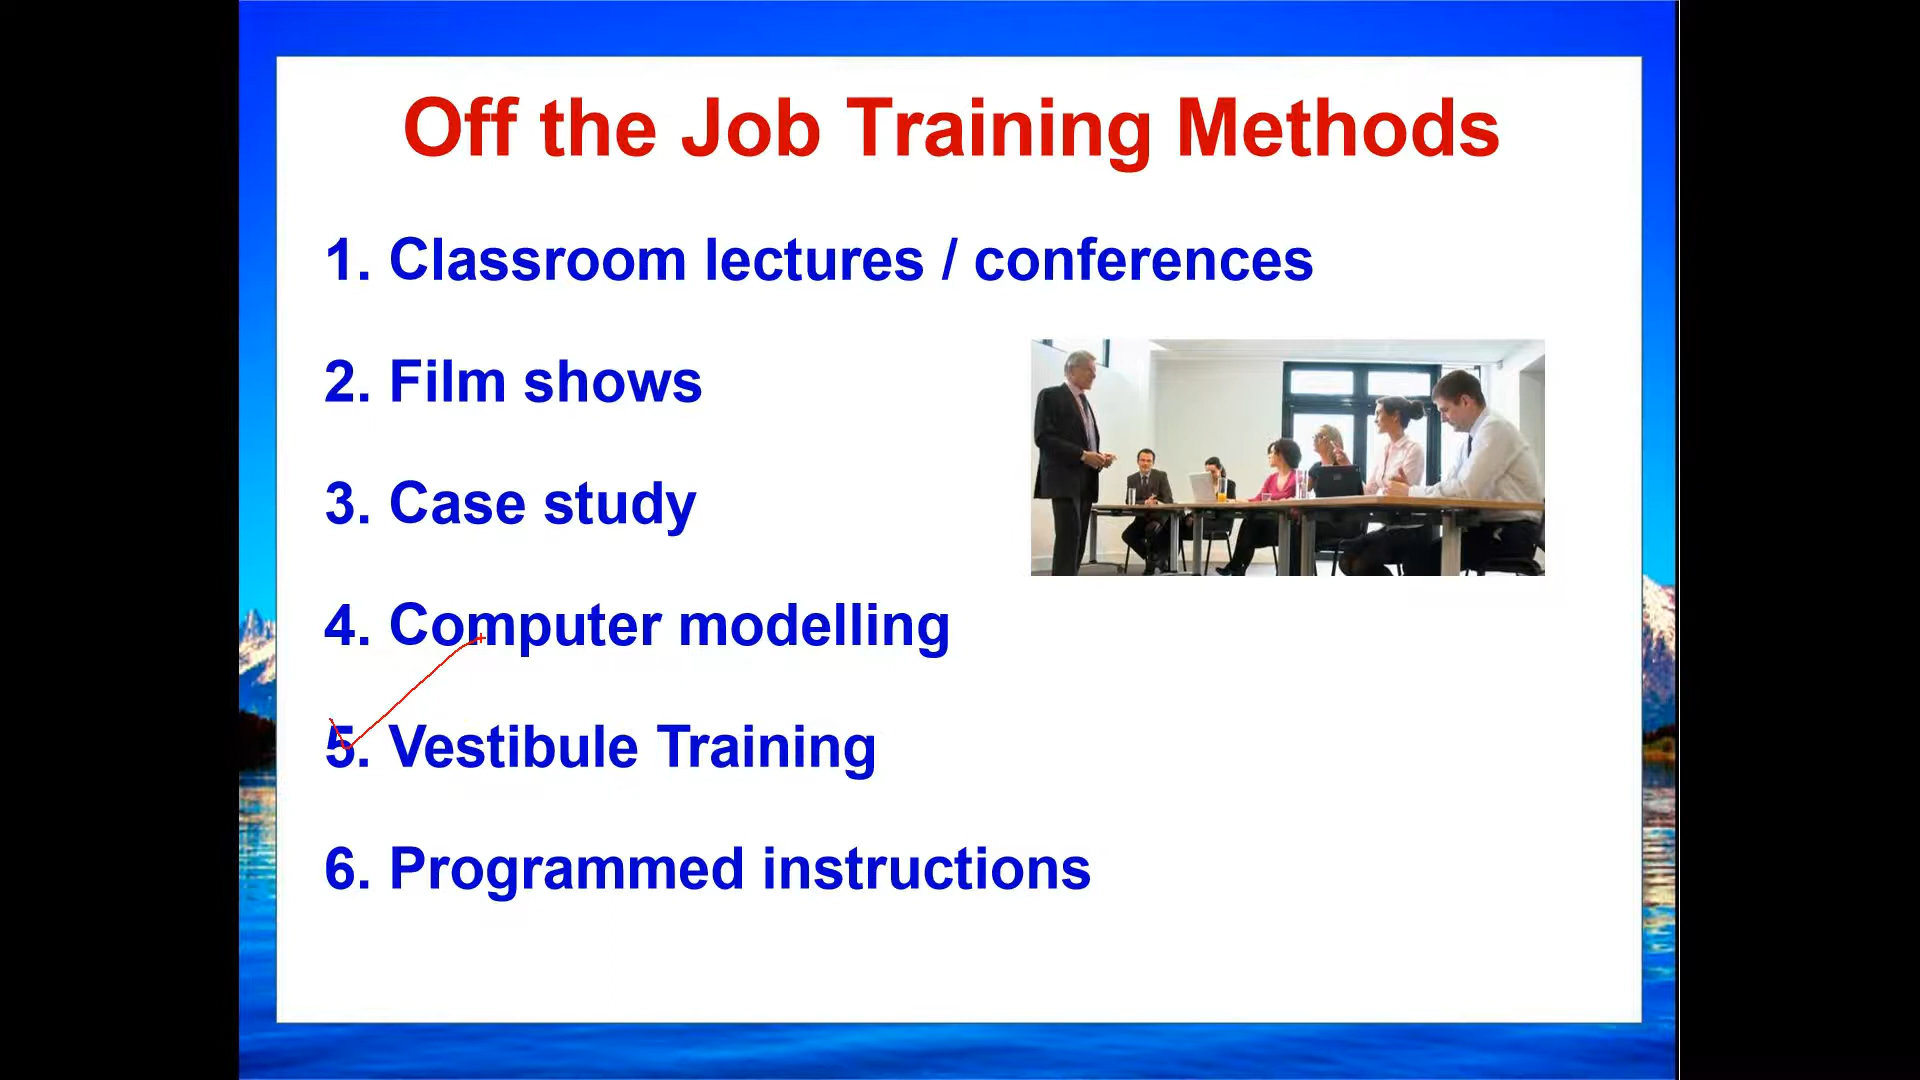 Off the Job Training Methods
1. Classroom lectures / conferences
2. Film shows
3. Case study
4. Computer modelling
5. Vestibule Training
6. Programmed instructions